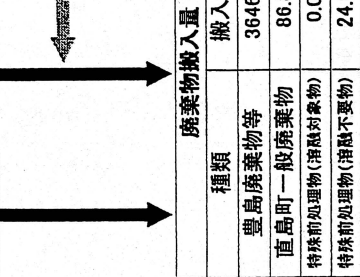 廃棄物搬入量
種類 搬入
豊島廃棄物等 3646
直島町一般廃棄物 86.
特殊前処理物(溶融対象物) 0.0
特殊前処理物(溶融不要物) 24.